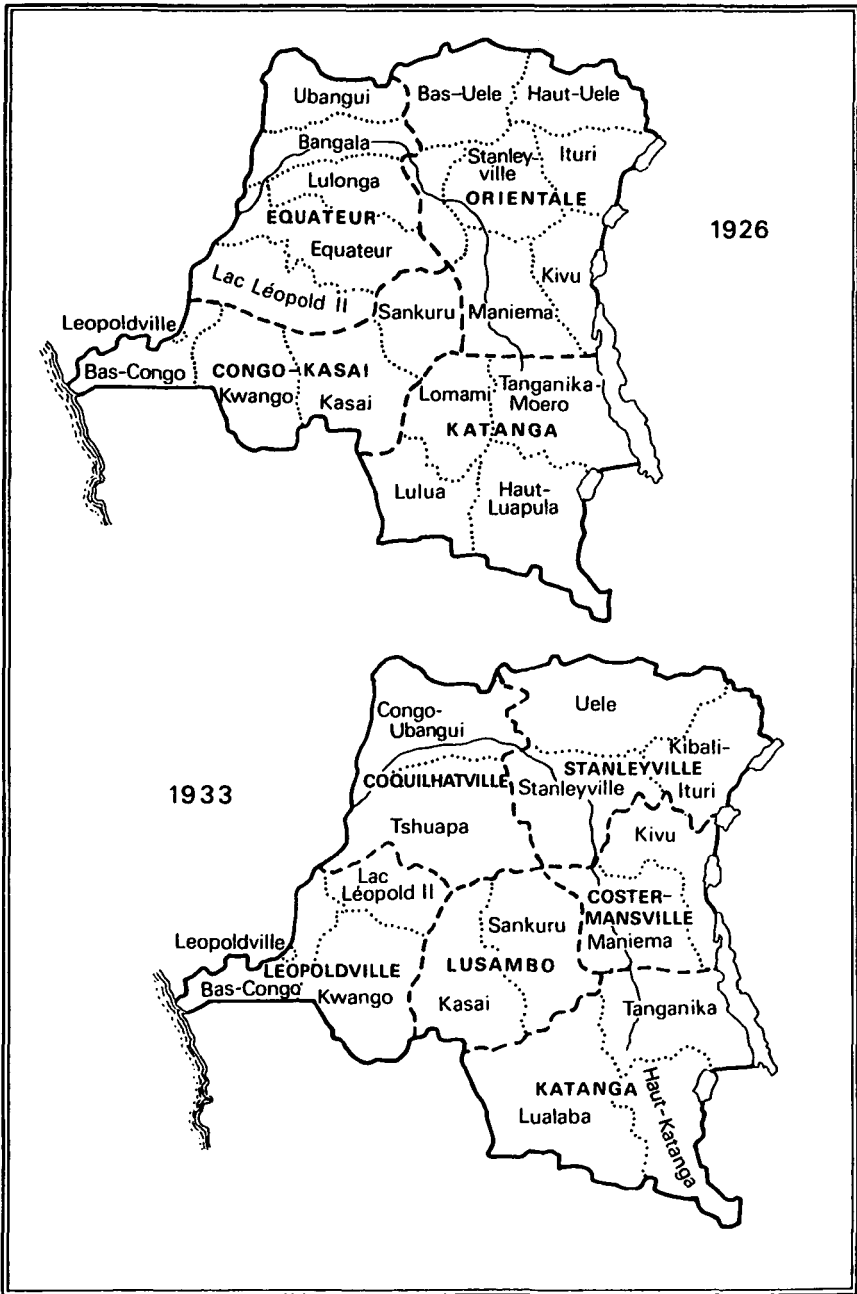 Ubangui
Bas-Uele
Haut-Uele
Bangala
Stanley-
ville
Ituri
Lulonga
ORIENTALE
EQUATEUR
1926
Equateur
Kivu
Lac Léopold II
Sankuru
Maniema
Leopoldville
Bas-Congo
CONGO-KASAI
Kwango
Kasai
Lomami
Tanganika-
Moero
KATANGA
Lulua
Haut-
Luapula
Uele
Congo-
Ubangui
Kibali-
Ituri
1933
COQUILHATVILLE
STANLEYVILLE
Stanleyville
Tshuapa
Kivu
Lac
Léopold II
COSTER-
MANSVILLE
Maniema
Sankuru
Leopoldville
LEOPOLDVILLE
LUSAMBO
Bas-Congo
Kwango
Kasai
Tanganika
KATANGA
Lualaba
Haut-Katanga